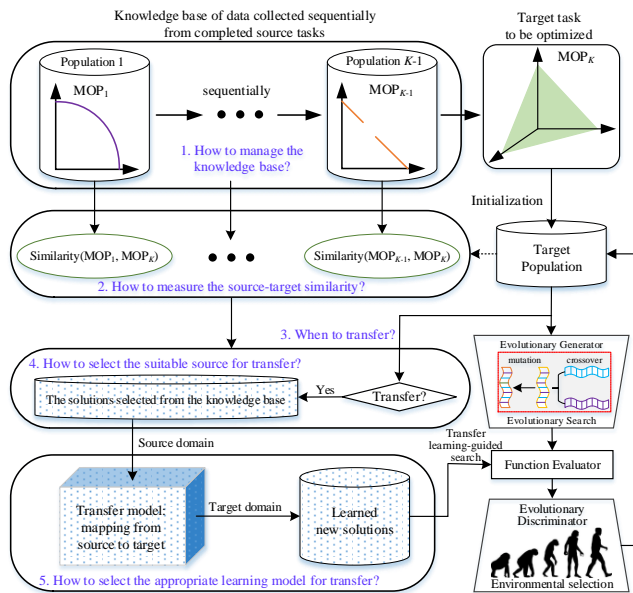 Knowledge base of data collected sequentially
from completed source tasks
Target task
to be optimized
Population 1
MOP1
sequentially
Population K-1
MOPK-1
MOPK
1. How to manage the
knowledge base?
Initialization
Similarity(MOP1, MOPK)
Similarity(MOPK-1, MOPK)
2. How to measure the source-target similarity?
Target
Population
3. When to transfer?
4. How to select the suitable source for transfer?
The solutions selected from the knowledge base
Yes
Transfer?
Evolutionary Generator
mutation
crossover
Evolutionary Search
Source domain
Transfer
learning-guided
search
Function Evaluator
Transfer model:
mapping from
source to target
Target domain
Learned
new solutions
Evolutionary
Discriminator
Environmental selection
5. How to select the appropriate learning model for transfer?